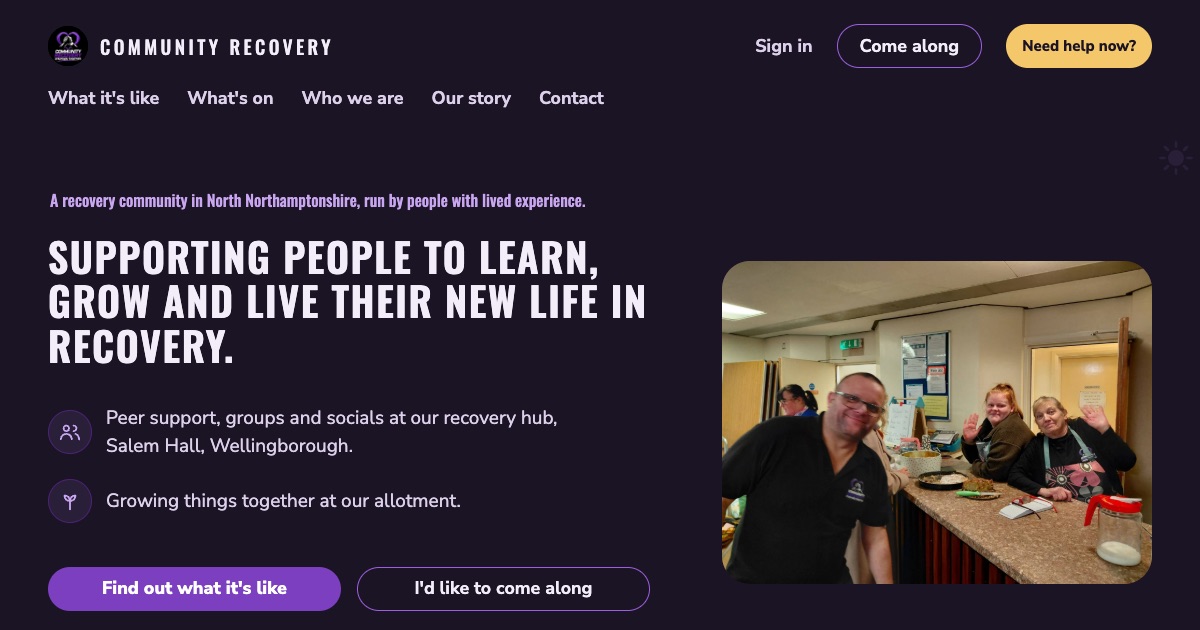 COMMUNITY RECOVERY
Sign in
Come along
Need help now?
What it's like
What's on
Who we are
Our story
Contact
A recovery community in North Northamptonshire, run by people with lived experience.
SUPPORTING PEOPLE TO LEARN,
GROW AND LIVE THEIR NEW LIFE IN
RECOVERY.
Peer support, groups and socials at our recovery hub,
Salem Hall, Wellingborough.
Growing things together at our allotment.
Find out what it's like
I'd like to come along